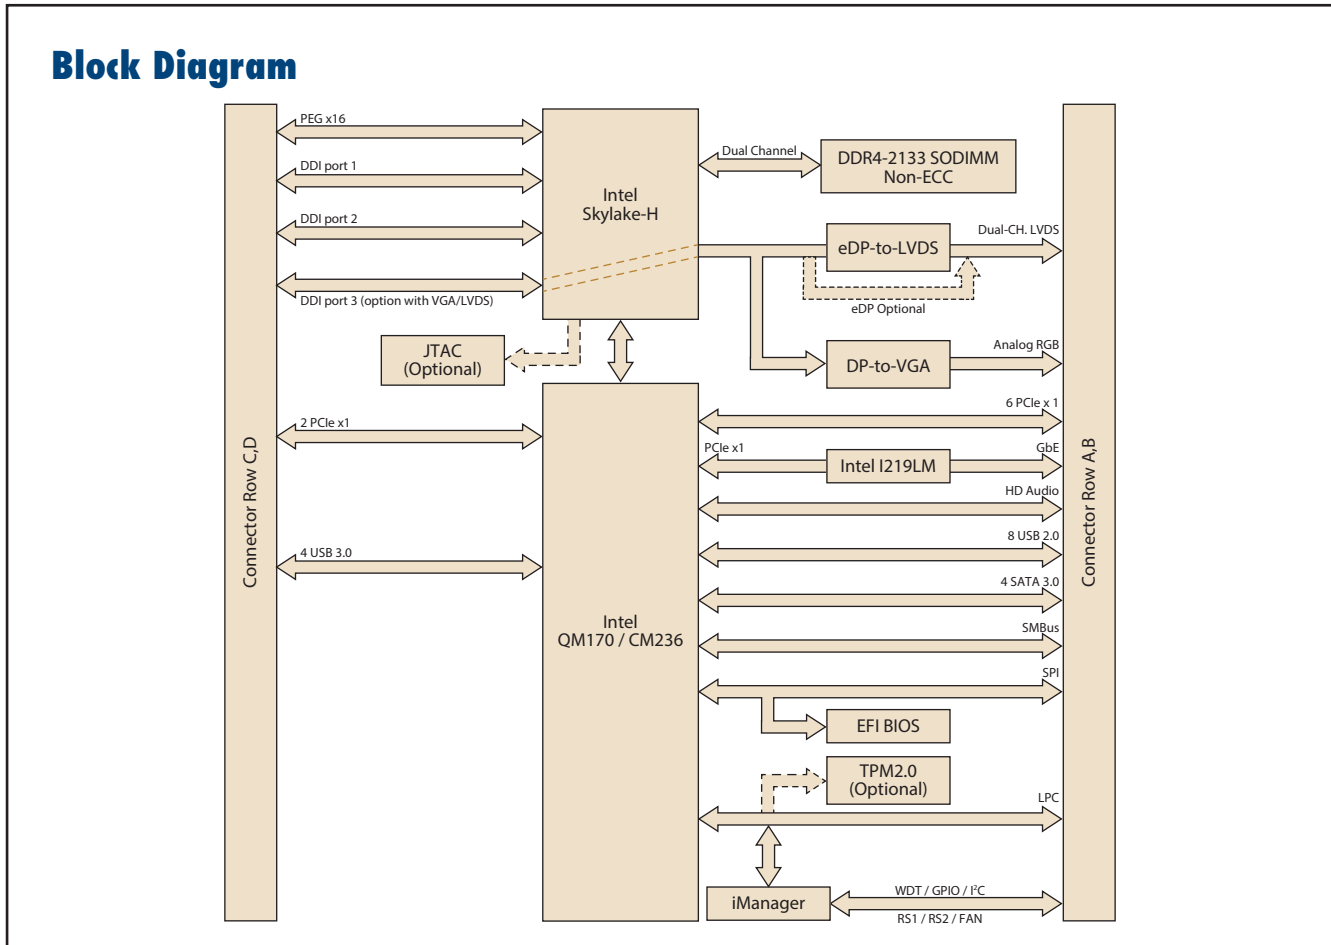 Block Diagram
PEG x16
DDI port 1
DDI port 2
DDI port 3 (option with VGA/LVDS)
Intel
Skylake-H
Dual Channel
DDR4-2133 SODIMM
Non-ECC
eDP-to-LVDS
Dual-CH. LVDS
eDP Optional
JTAC
(Optional)
DP-to-VGA
Analog RGB
Connector Row C,D
2 PCIe x1
4 USB 3.0
Intel
QM170 / CM236
6 PCIe x 1
PCIe x1
Intel I219LM
GbE
HD Audio
8 USB 2.0
4 SATA 3.0
SMBus
SPI
EFI BIOS
TPM2.0
(Optional)
LPC
iManager
WDT / GPIO / I²C
RS1 / RS2 / FAN
Connector Row A,B